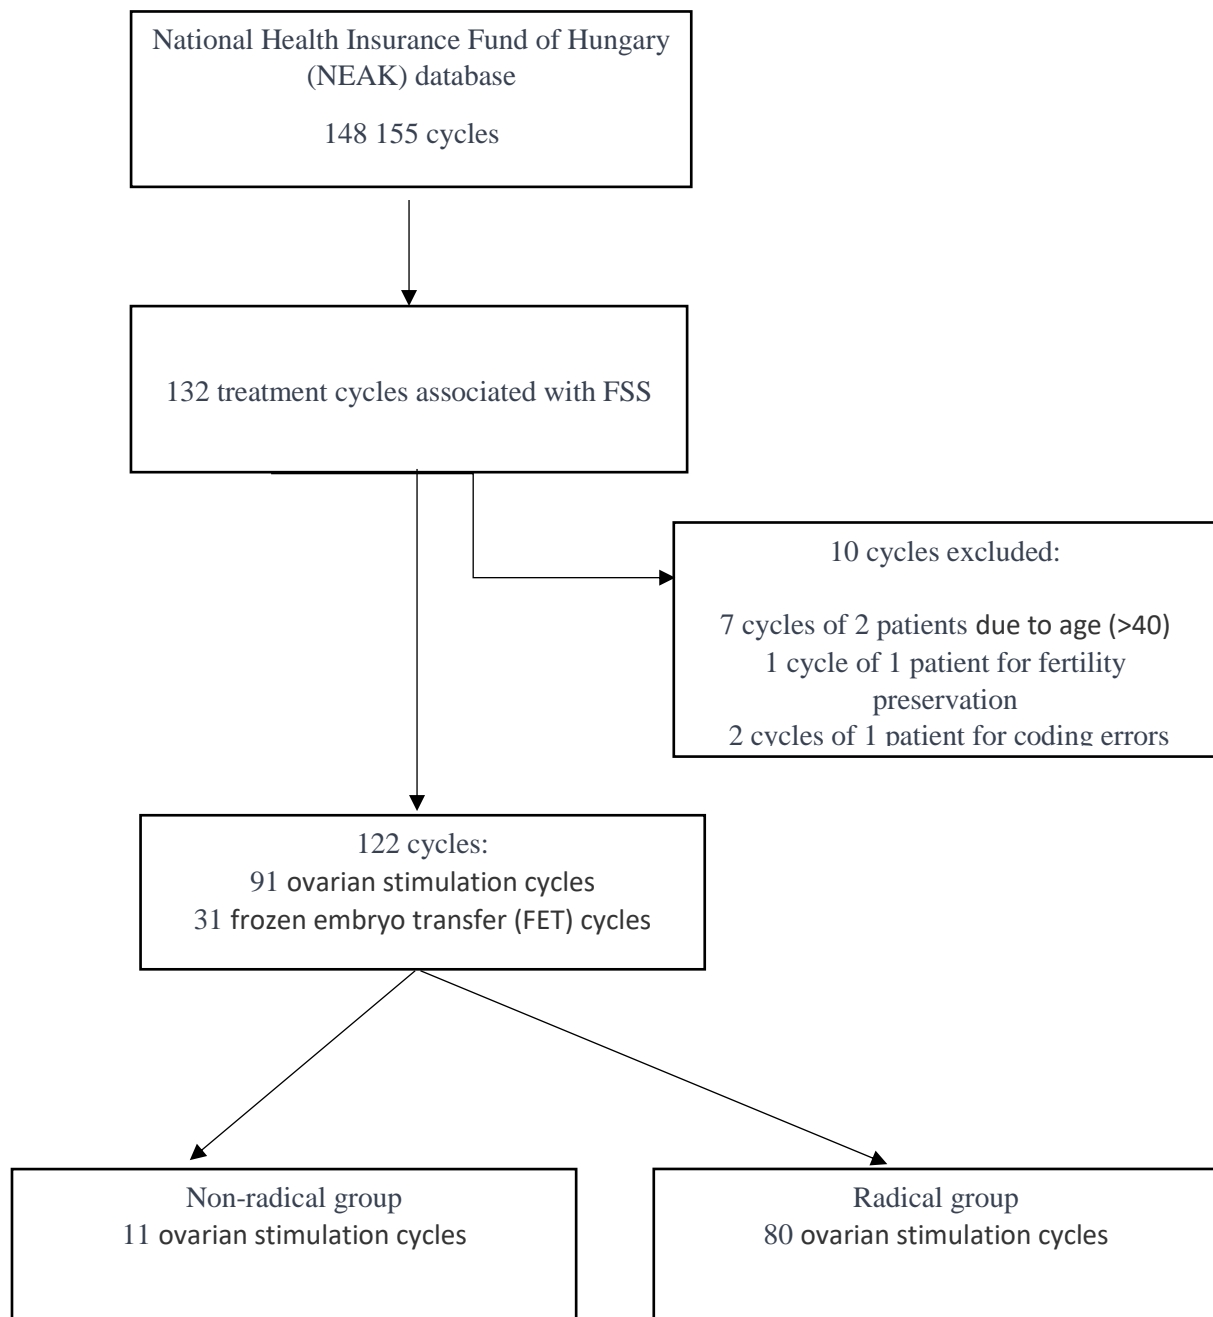 National Health Insurance Fund of Hungary
(NEAK) database
148 155 cycles
132 treatment cycles associated with FSS
10 cycles excluded:
7 cycles of 2 patients due to age (>40)
1 cycle of 1 patient for fertility
preservation
2 cycles of 1 patient for coding errors
122 cycles:
91 ovarian stimulation cycles
31 frozen embryo transfer (FET) cycles
Non-radical group
11 ovarian stimulation cycles
Radical group
80 ovarian stimulation cycles